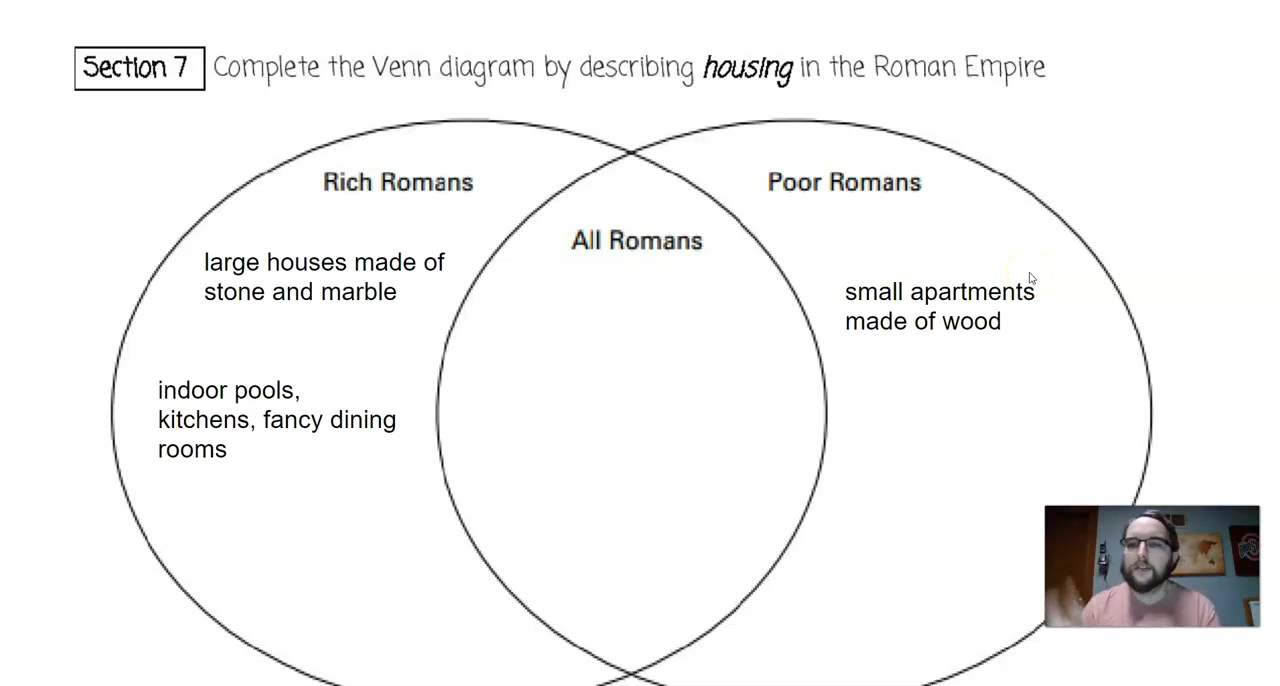 Section 7 Complete the Venn diagram by describing housing in the Roman Empire
Rich Romans
Poor Romans
All Romans
large houses made of
stone and marble
small apartments
made of wood
indoor pools,
kitchens, fancy dining
rooms